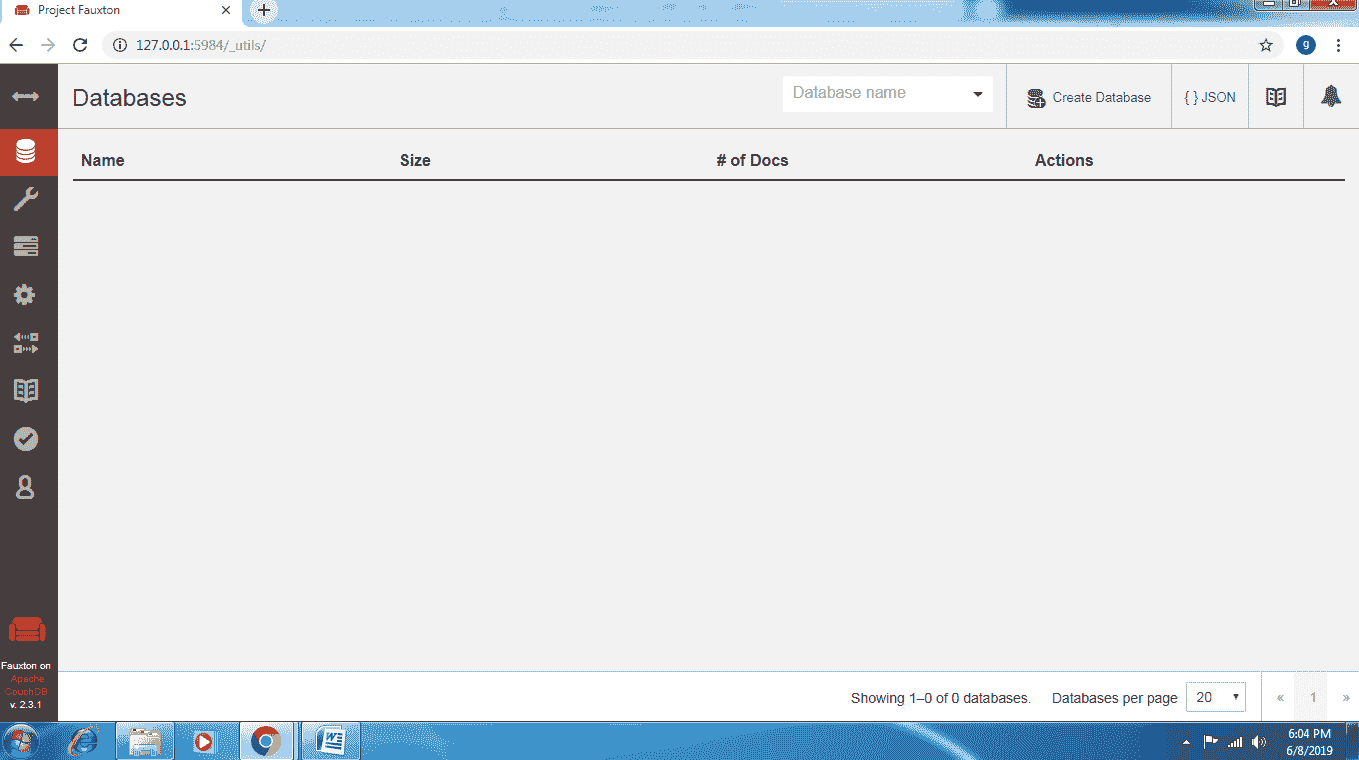 Project Fauxton
127.0.0.1:5984/_utils/
g
Databases
Database name
Create Database
{ } JSON
Name Size # of Docs Actions
Fauxton on
Apache
CouchDB
v. 2.3.1
Showing 1–0 of 0 databases. Databases per page 20 « 1 »
6:04 PM
6/8/2019